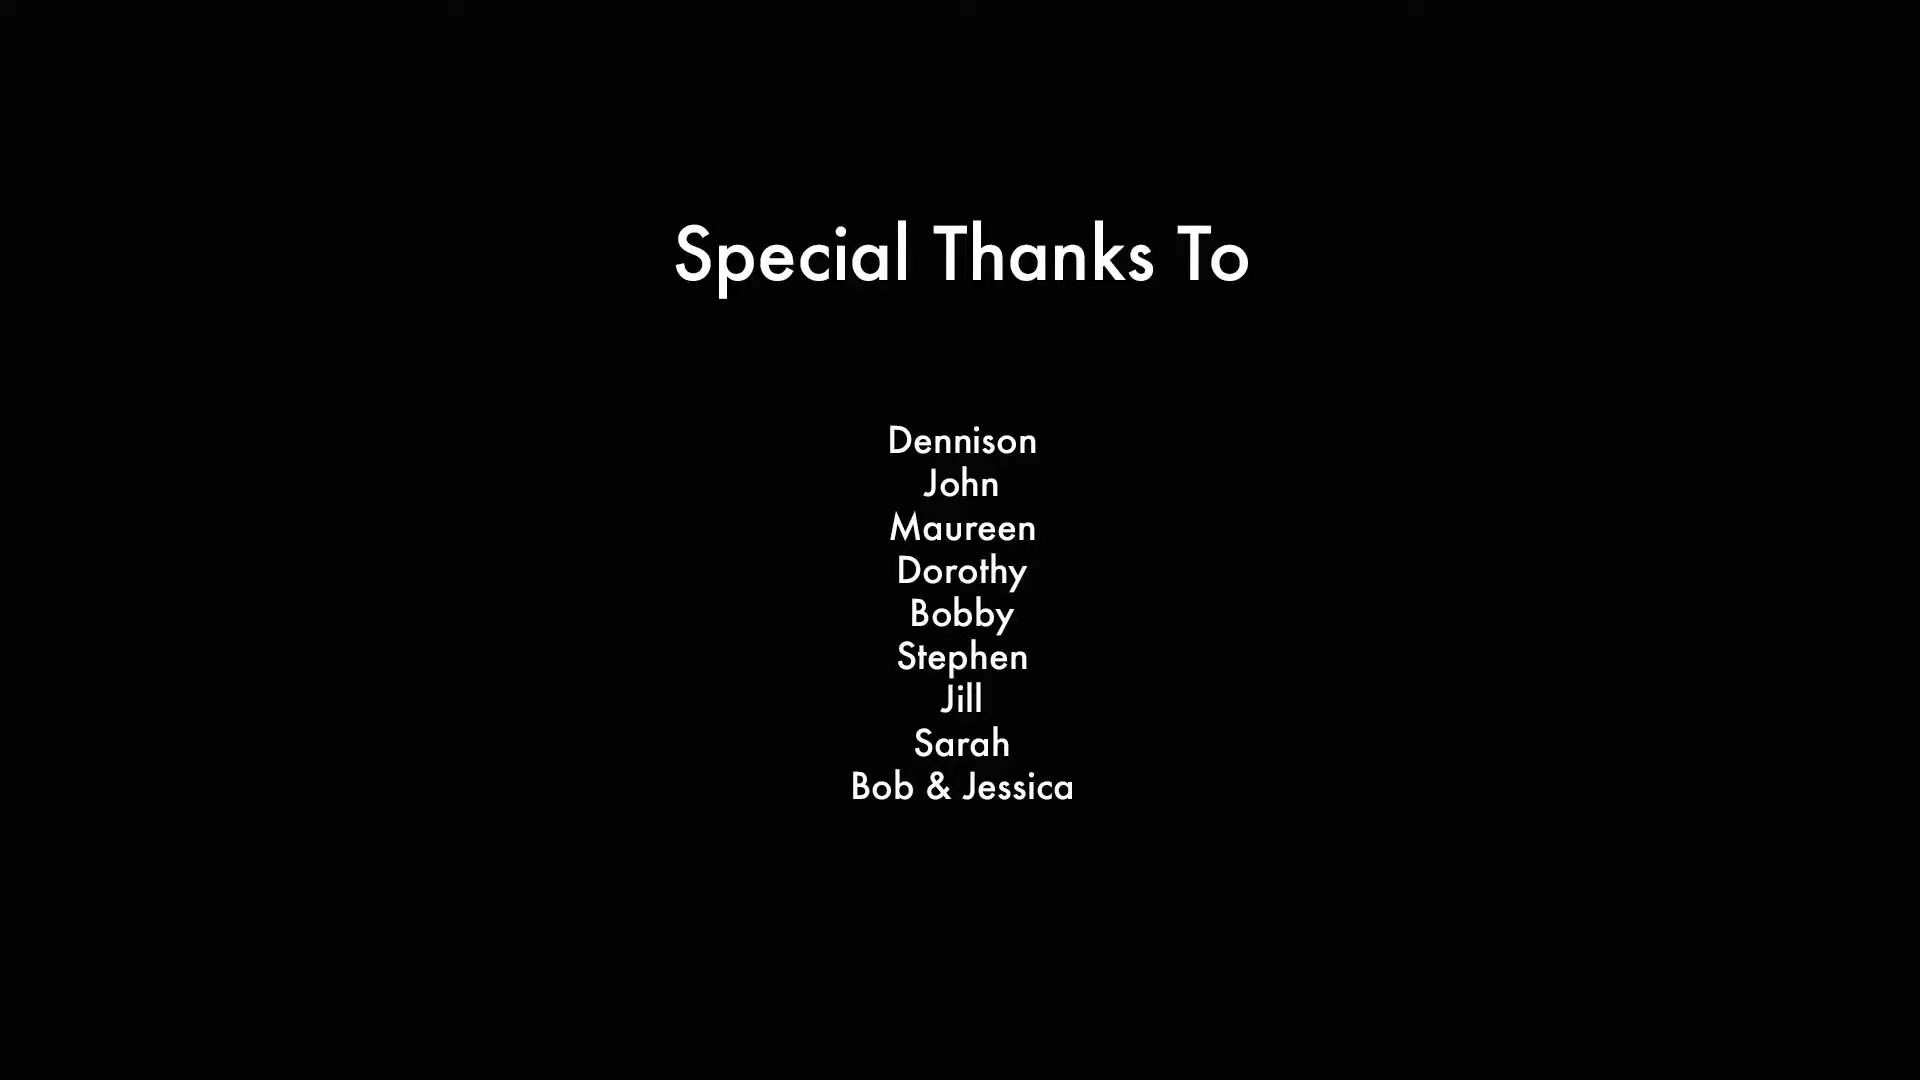 Special Thanks To
Dennison
John
Maureen
Dorothy
Bobby
Stephen
Jill
Sarah
Bob & Jessica